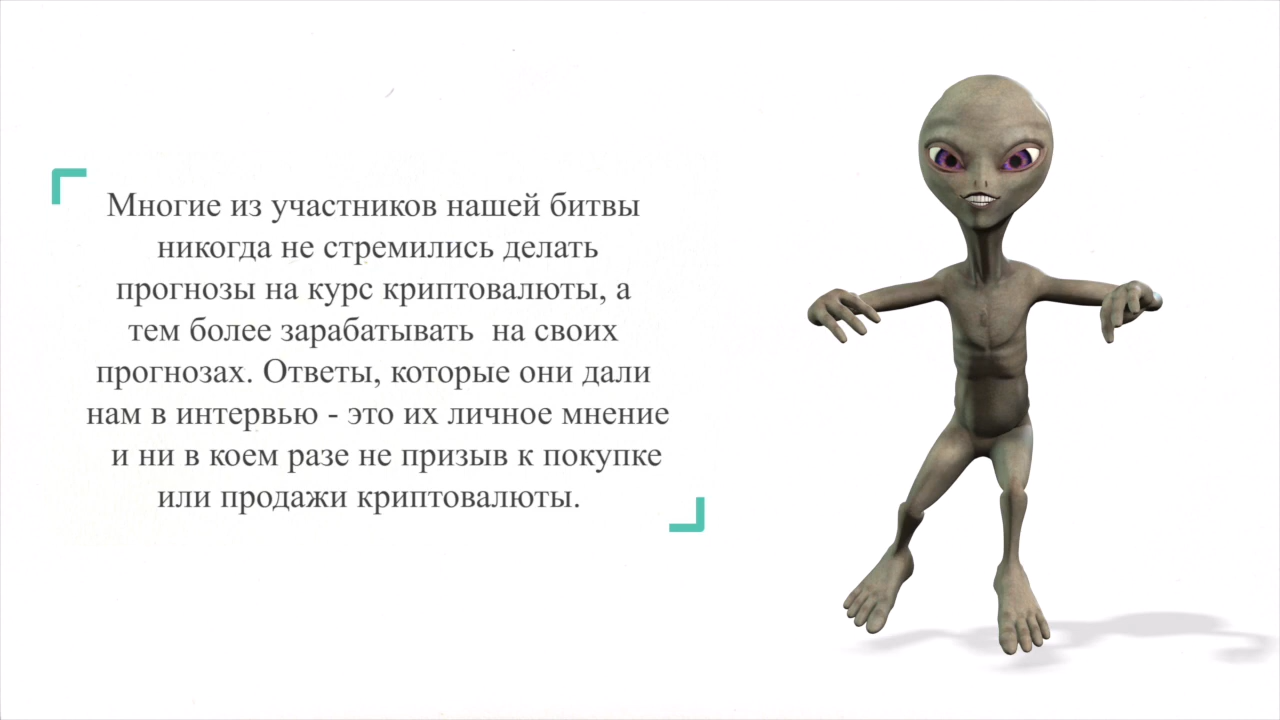 Многие из участников нашей битвы
никогда не стремились делать
прогнозы на курс криптовалюты, а
тем более зарабатывать  на своих
прогнозах. Ответы, которые они дали
нам в интервью - это их личное мнение
и ни в коем разе не призыв к покупке
или продажи криптовалюты.